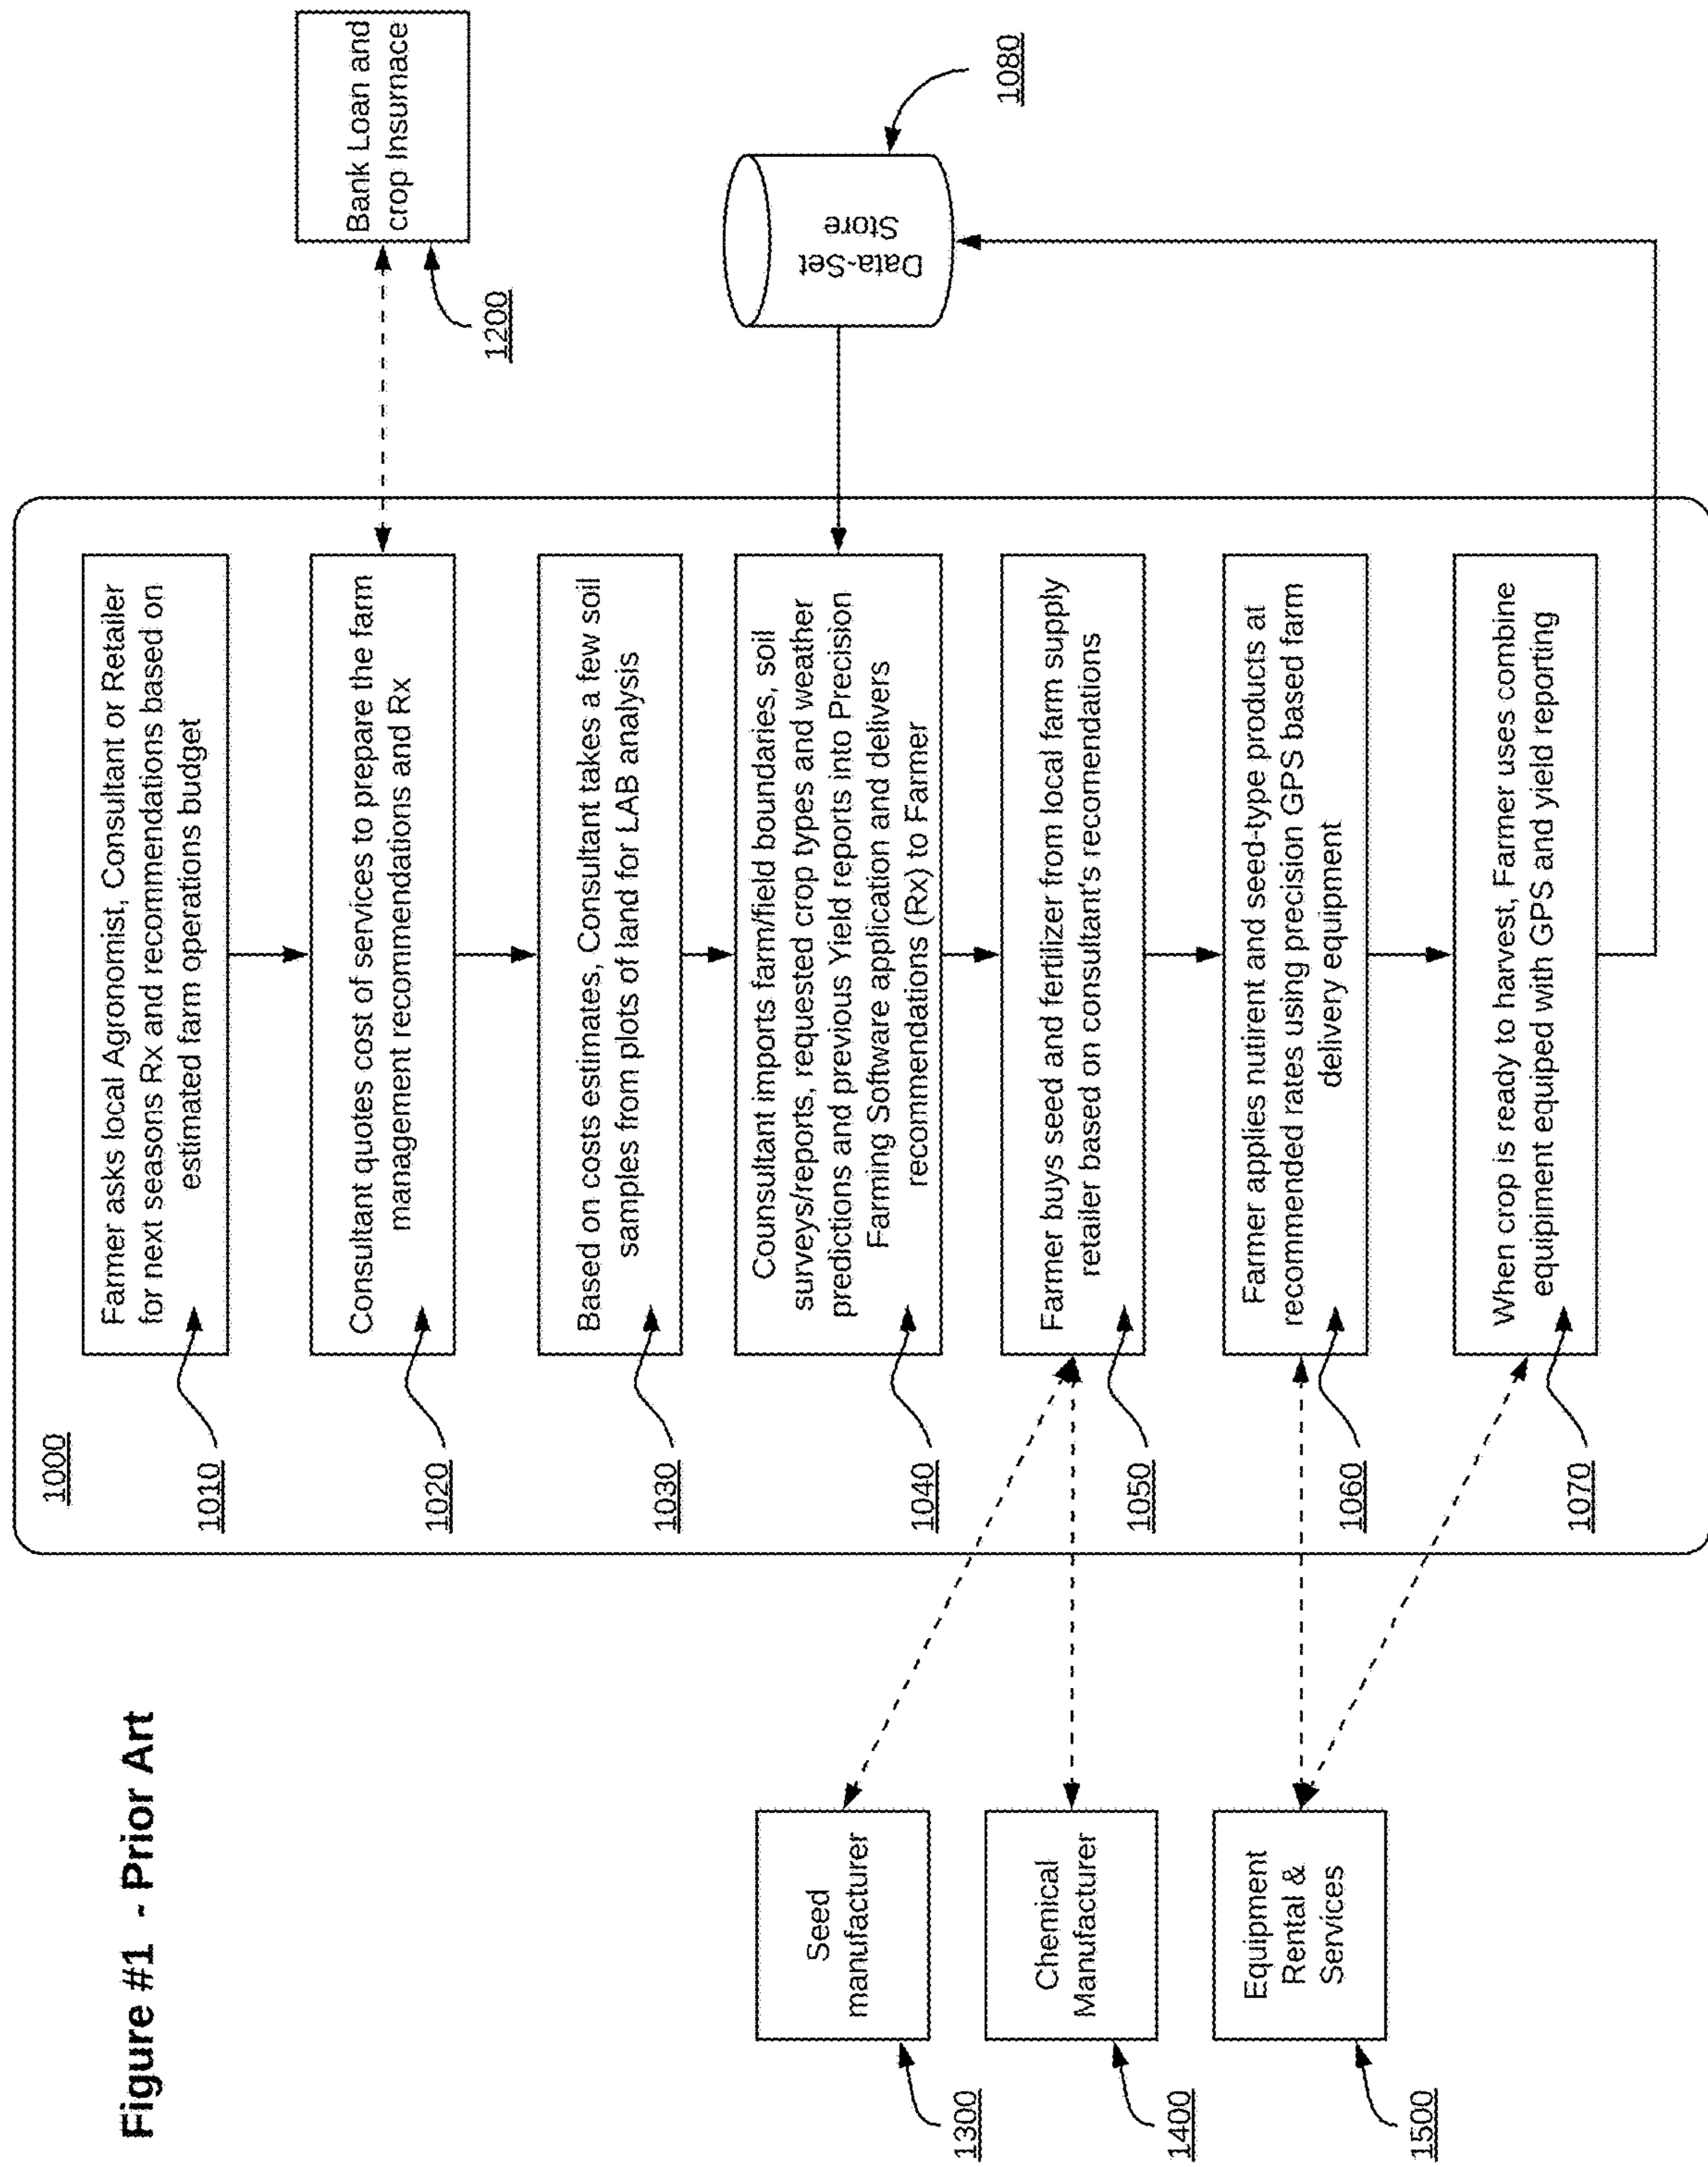 Figure #1 - Prior Art
1000
1010
Farmer asks local Agronomist, Consultant or Retailer
for next seasons Rx and recommendations based on
estimated farm operations budget
1020
Consultant quotes cost of services to prepare the farm
management recommendations and Rx
Bank Loan and
crop Insurnace
1200
1030
Based on costs estimates, Consultant takes a few soil
samples from plots of land for LAB analysis
1040
Counsultant imports farm/field boundaries, soil
surveys/reports, requested crop types and weather
predictions and previous Yield reports into Precision
Farming Software application and delivers
recommendations (Rx) to Farmer
Data-Set
Store
1080
Seed
manufacturer
1300
1050
Farmer buys seed and fertilizer from local farm supply
retailer based on consultant's recomendations
Chemical
Manufacturer
1400
1060
Farmer applies nutirent and seed-type products at
recommended rates using precision GPS based farm
delivery equipment
Equipment
Rental &
Services
1500
1070
When crop is ready to harvest, Farmer uses combine
equipiment equiped with GPS and yield reporting